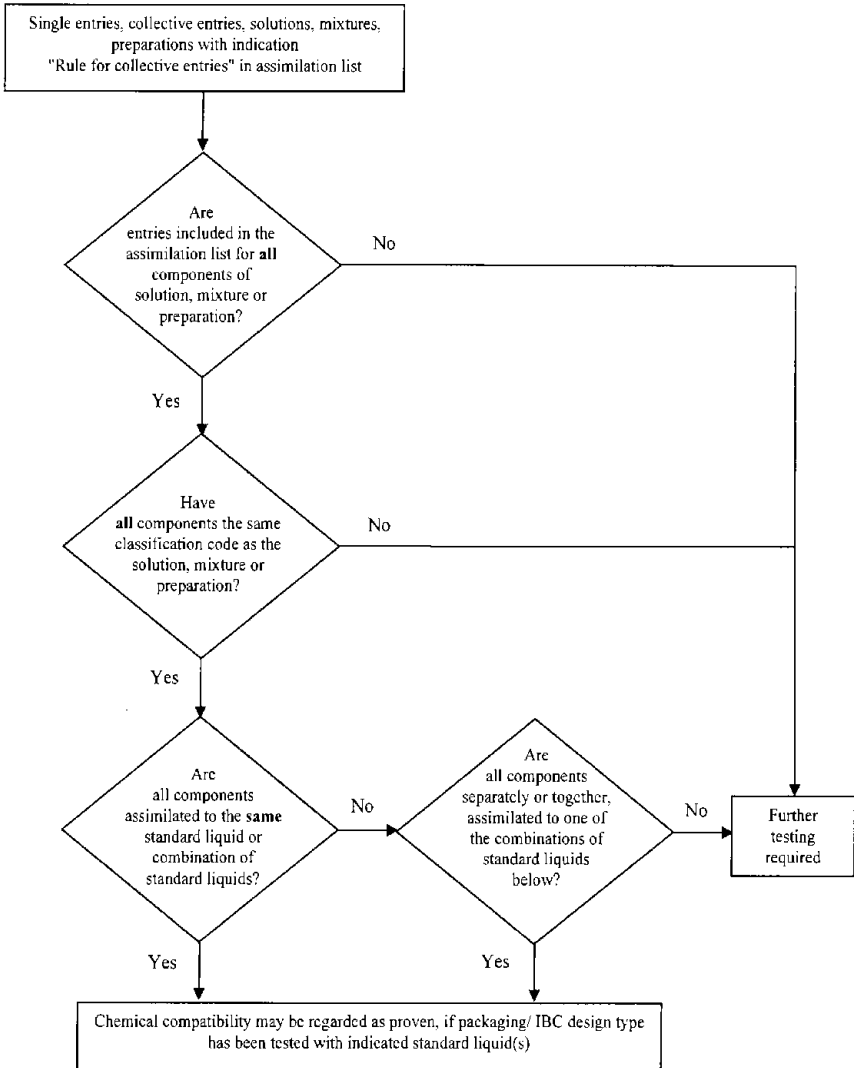 Single entries, collective entries, solutions, mixtures,
preparations with indication
"Rule for collective entries" in assimilation list
Are
entries included in the
assimilation list for all
components of
solution, mixture or
preparation?
No
Yes
Have
all components the same
classification code as the
solution, mixture or
preparation?
No
Yes
Are
all components
assimilated to the same
standard liquid or
combination of
standard liquids?
No
Are
all components
separately or together,
assimilated to one of
the combinations of
standard liquids
below?
No
Further
testing
required
Yes
Yes
Chemical compatibility may be regarded as proven, if packaging/ IBC design type
has been tested with indicated standard liquid(s)